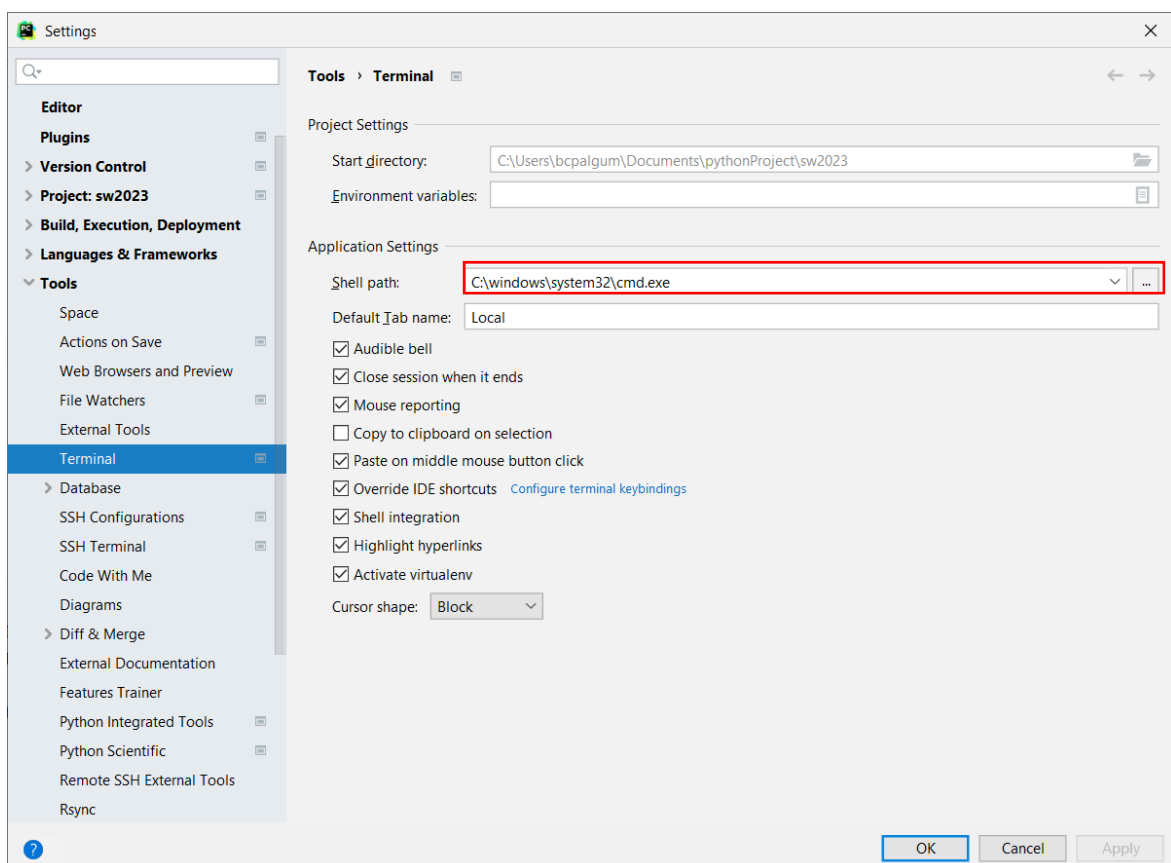 Settings
Editor
Plugins
Version Control
Project: sw2023
Build, Execution, Deployment
Languages & Frameworks
Tools
Space
Actions on Save
Web Browsers and Preview
File Watchers
External Tools
Terminal
Database
SSH Configurations
SSH Terminal
Code With Me
Diagrams
Diff & Merge
External Documentation
Features Trainer
Python Integrated Tools
Python Scientific
Remote SSH External Tools
Rsync
Tools › Terminal
Project Settings
Start directory: C:\Users\bcpalgum\Documents\pythonProject\sw2023
Environment variables:
Application Settings
Shell path: C:\windows\system32\cmd.exe ...
Default Tab name: Local
Audible bell
Close session when it ends
Mouse reporting
Copy to clipboard on selection
Paste on middle mouse button click
Override IDE shortcuts Configure terminal keybindings
Shell integration
Highlight hyperlinks
Activate virtualenv
Cursor shape: Block
? OK Cancel Apply